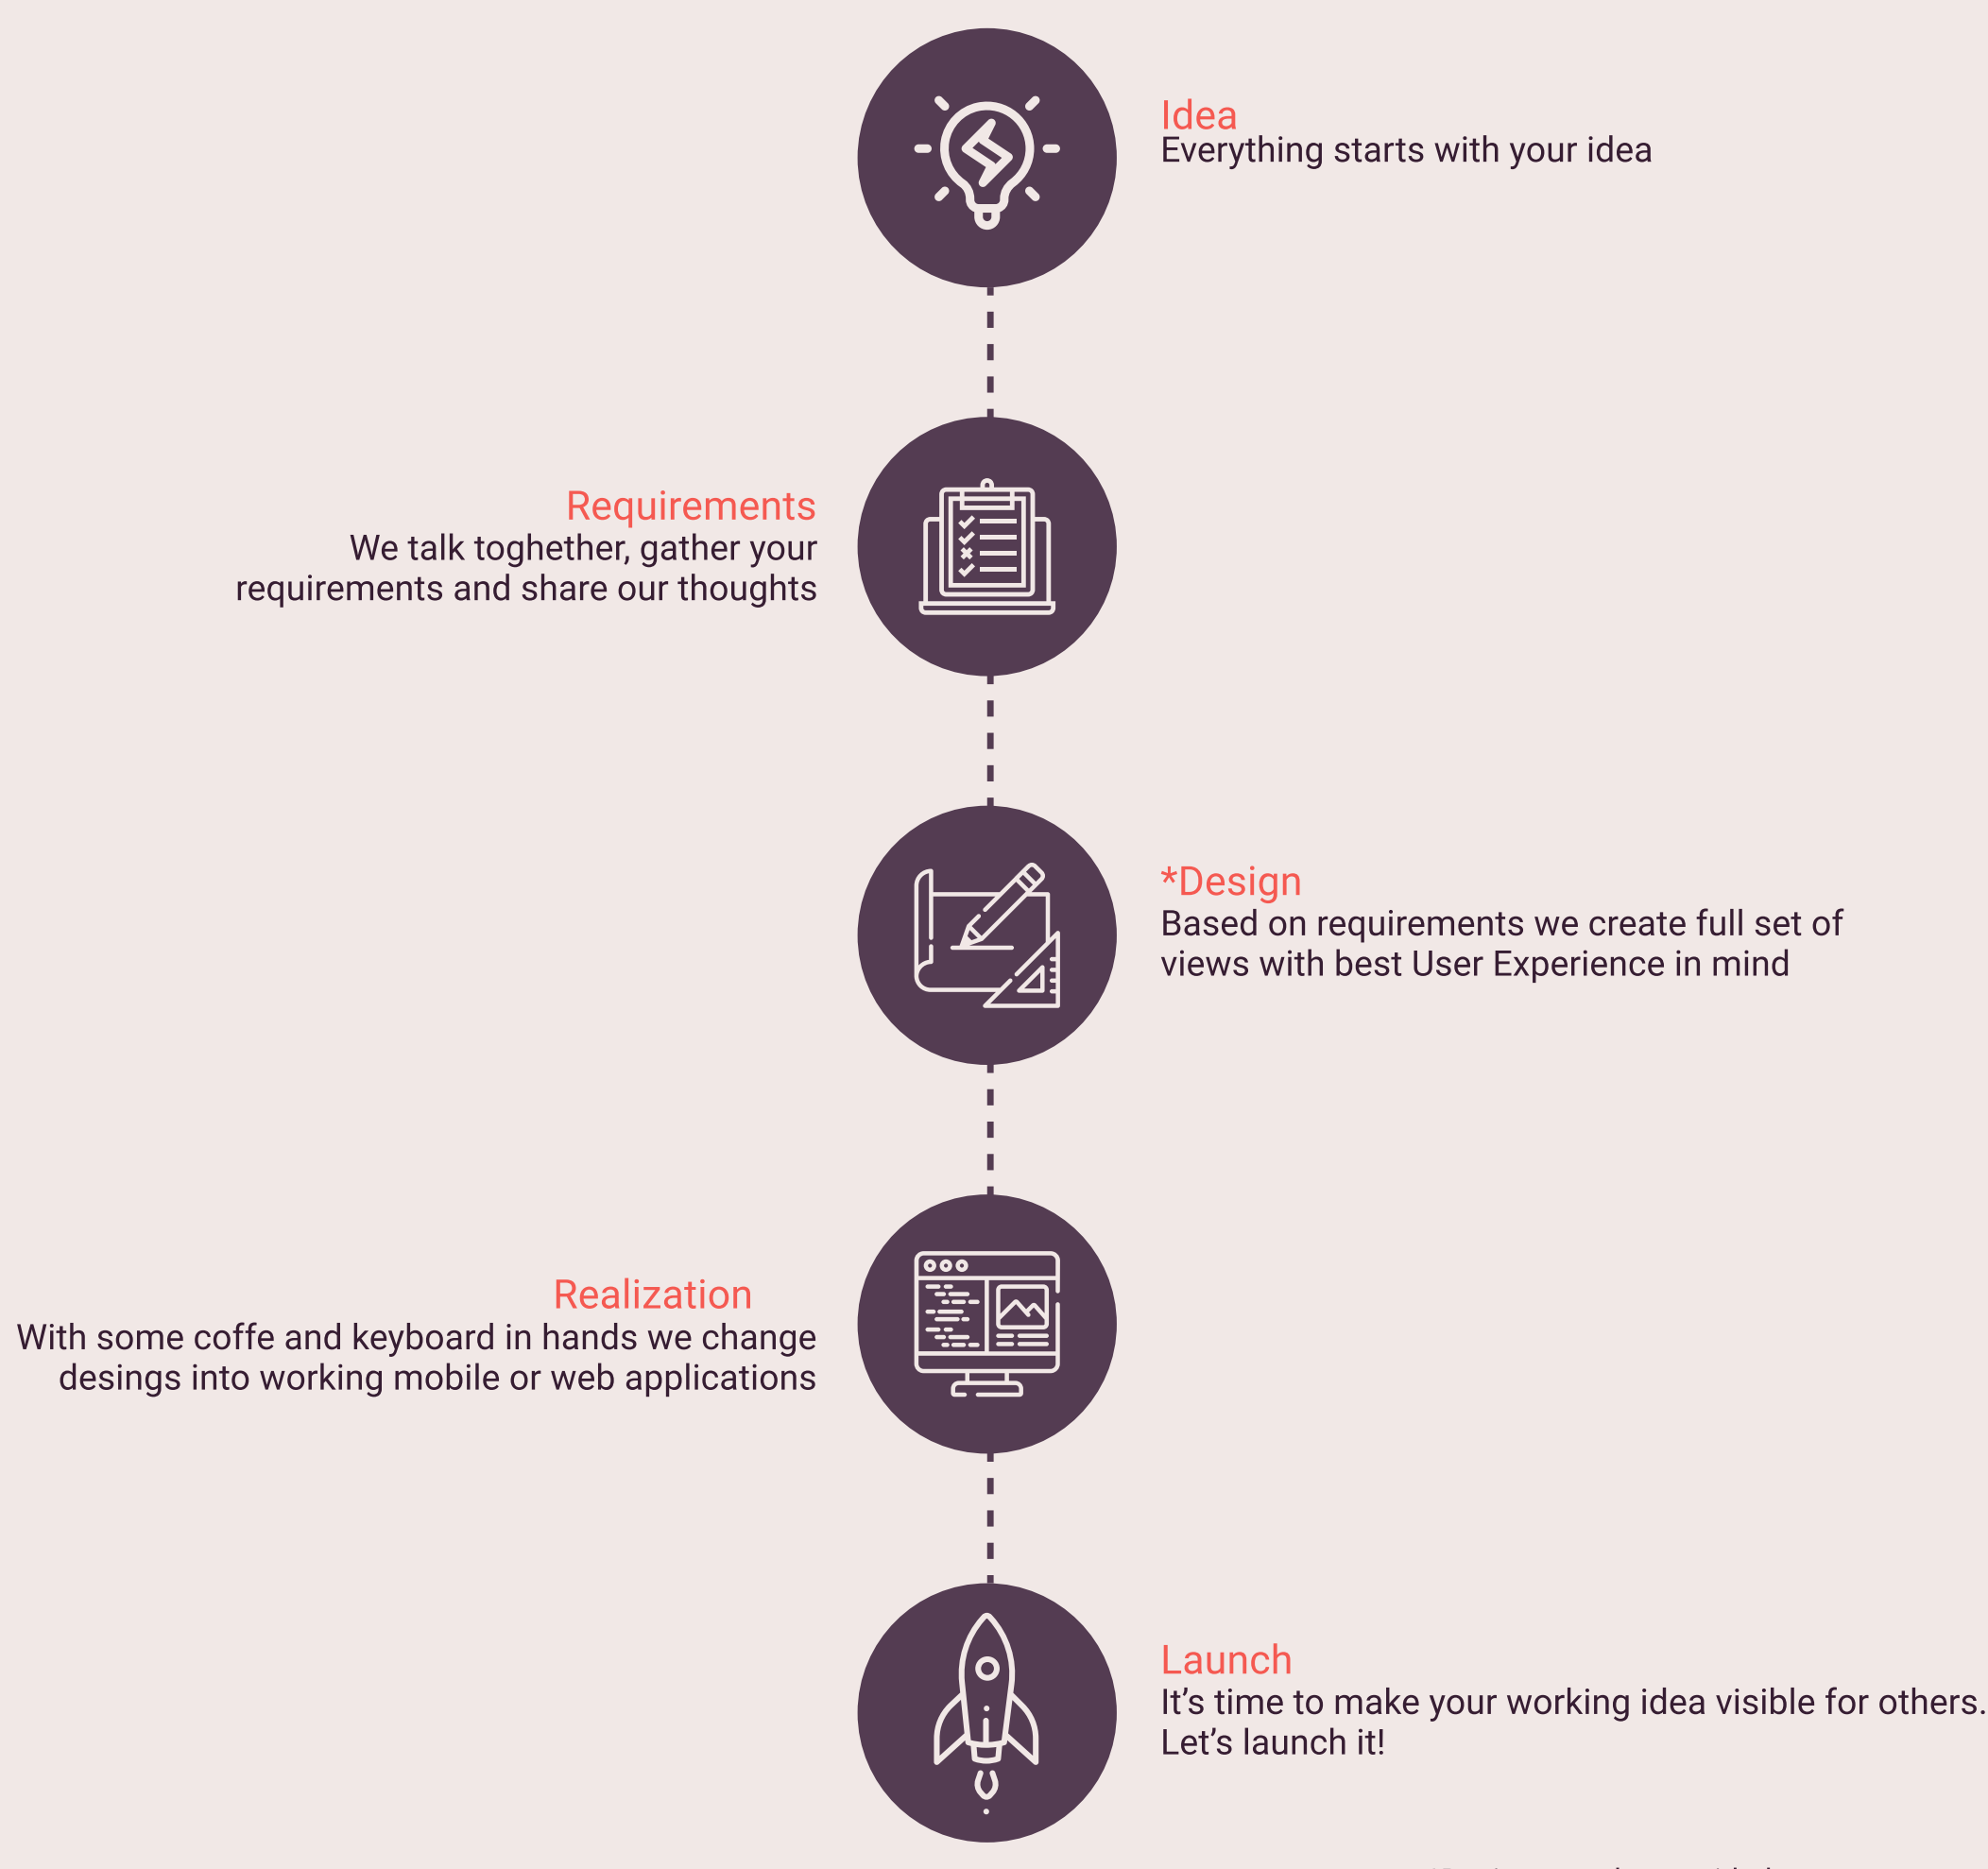 Idea
Everything starts with your idea
Requirements
We talk toghether, gather your
requirements and share our thoughts
*Design
Based on requirements we create full set of
views with best User Experience in mind
Realization
With some coffe and keyboard in hands we change
desings into working mobile or web applications
Launch
It’s time to make your working idea visible for others.
Let’s launch it!